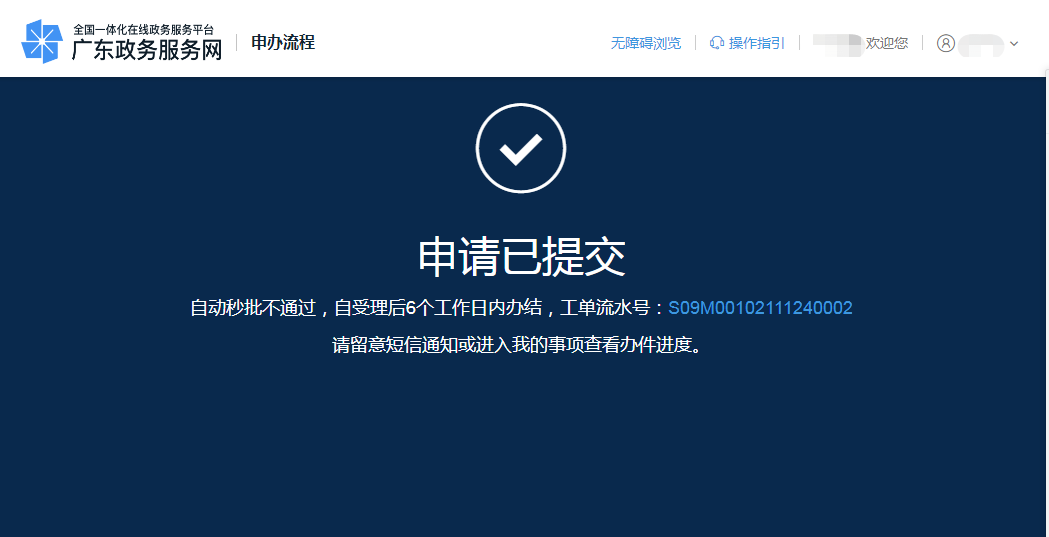 全国一体化在线政务服务平台
广东政务服务网
申办流程
无障碍浏览
操作指引
欢迎您
申请已提交
自动秒批不通过，自受理后6个工作日内办结，工单流水号：S09M00102111240002
请留意短信通知或进入我的事项查看办件进度。